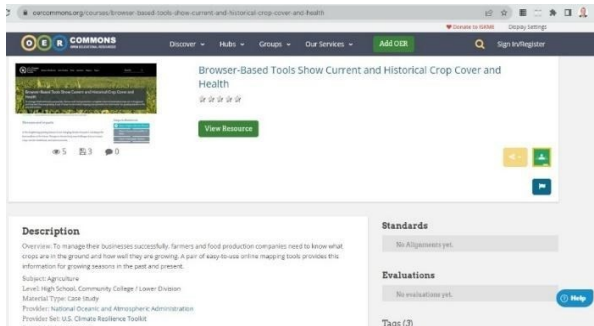 oercommons.org/courses/browser-based-tools-show-current-and-historical-crop-cover-and-health
Donate to ISKME Display Settings
OER COMMONS
OPEN EDUCATIONAL RESOURCES
Discover Hubs Groups Our Services Add OER Sign In/Register
Browser-Based Tools Show Current and Historical Crop Cover and
Health
View Resource
5 3 0
Description
Overview: To manage their businesses successfully, farmers and food production companies need to know what
crops are in the ground and how well they are growing. A pair of easy-to-use online mapping tools provides this
information for growing seasons in the past and present.
Subject: Agriculture
Level: High School, Community College / Lower Division
Material Type: Case Study
Provider: National Oceanic and Atmospheric Administration
Provider Set: U.S. Climate Resilience Toolkit
Standards
No Alignments yet.
Evaluations
No evaluations yet.
Tags (3)
Help